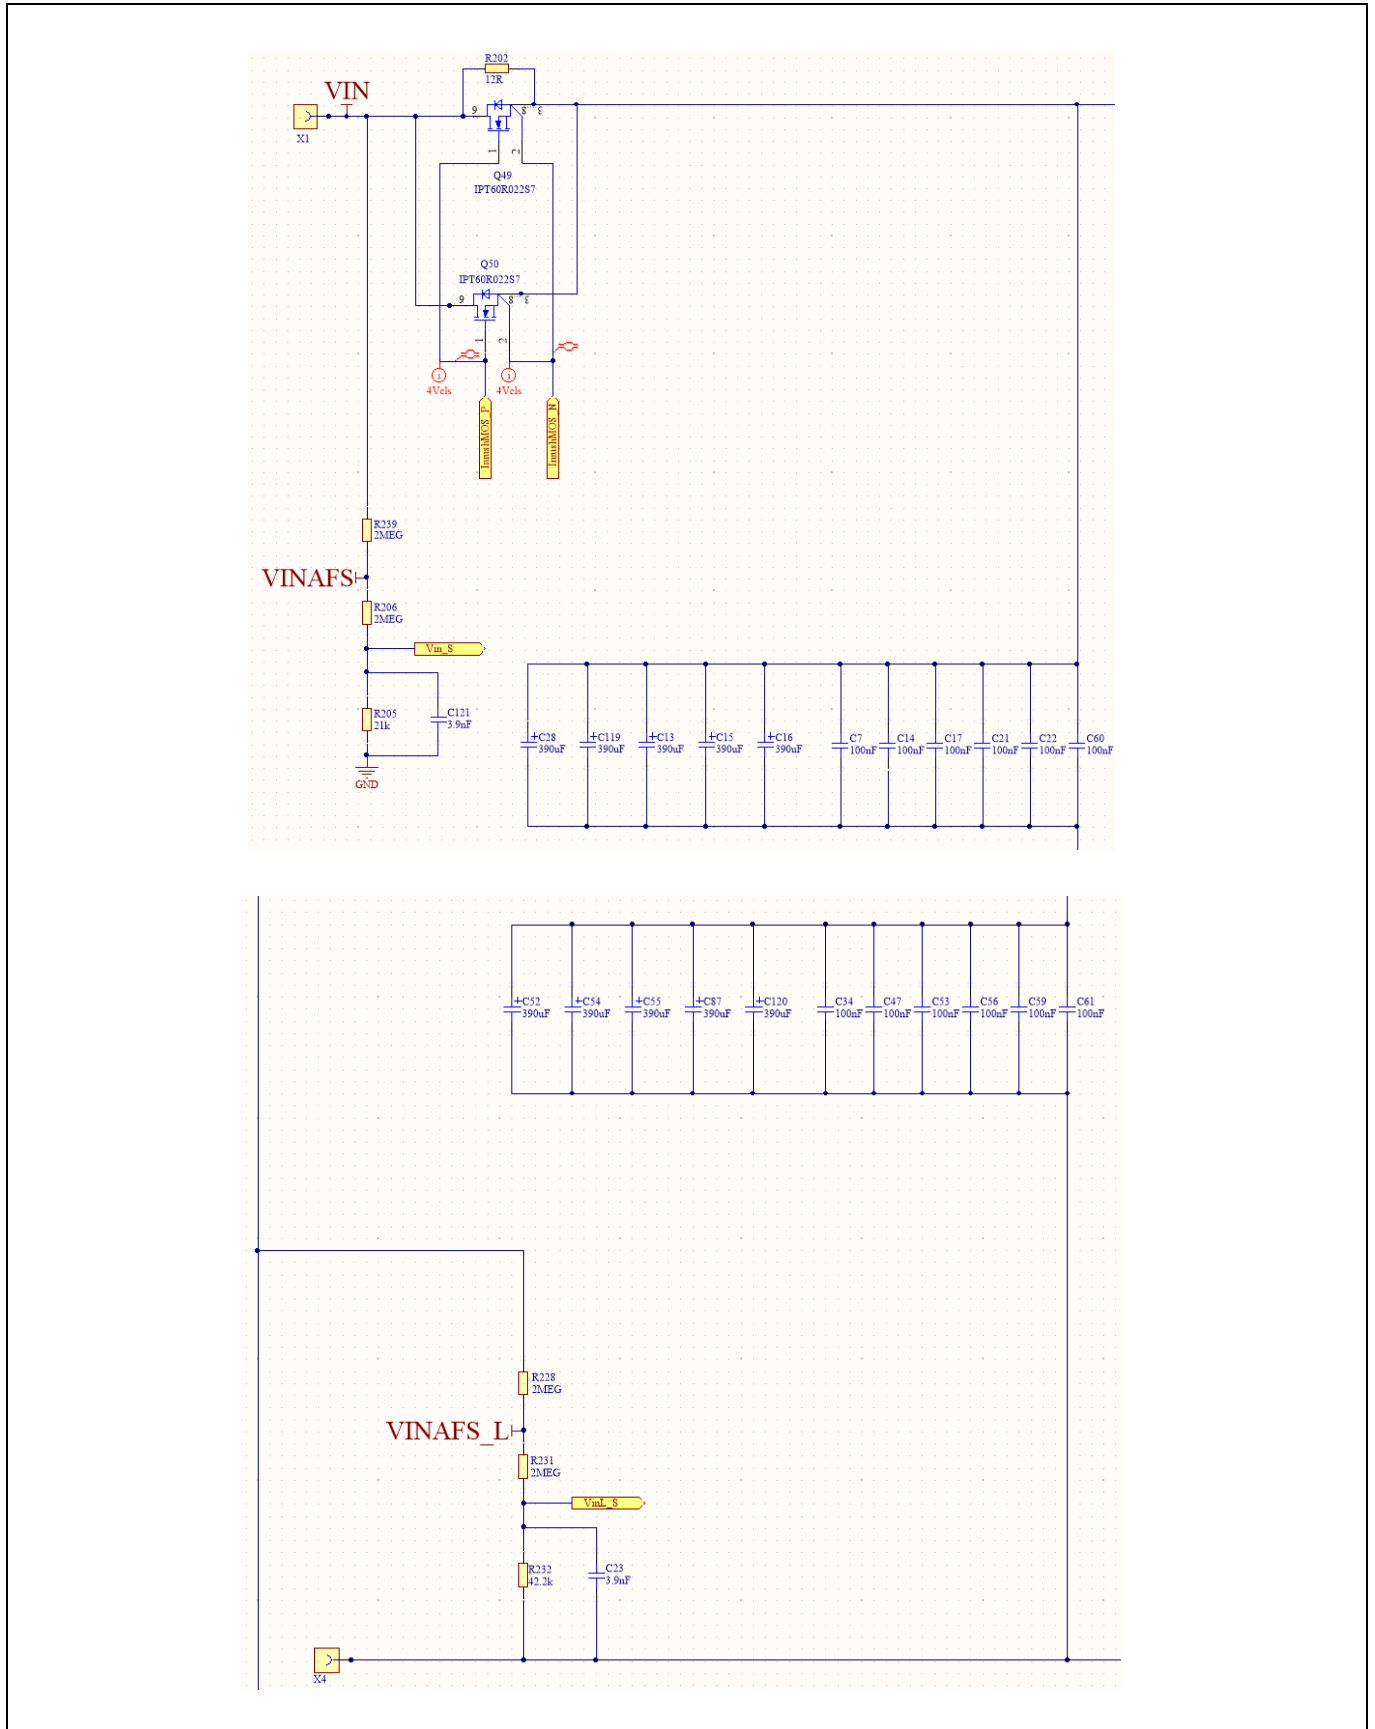 R202
12R
VIN
X1
6
8
3
1
2
Q49
IPT60R022S7
Q50
IPT60R022S7
6
8
3
1
2
1
1
4Vcls
4Vcls
InrushMOS_P
InrushMOS_N
R239
2MEG
VINAFS
R206
2MEG
Vin_S
R205
21k
C121
3.9nF
GND
C28
390uF
C119
390uF
C13
390uF
C15
390uF
C16
390uF
C7
100nF
C14
100nF
C17
100nF
C21
100nF
C22
100nF
C60
100nF
C52
390uF
C54
390uF
C55
390uF
C87
390uF
C120
390uF
C34
100nF
C47
100nF
C53
100nF
C56
100nF
C59
100nF
C61
100nF
R228
2MEG
VINAFS_L
R231
2MEG
VinL_S
R232
42.2k
C23
3.9nF
X4